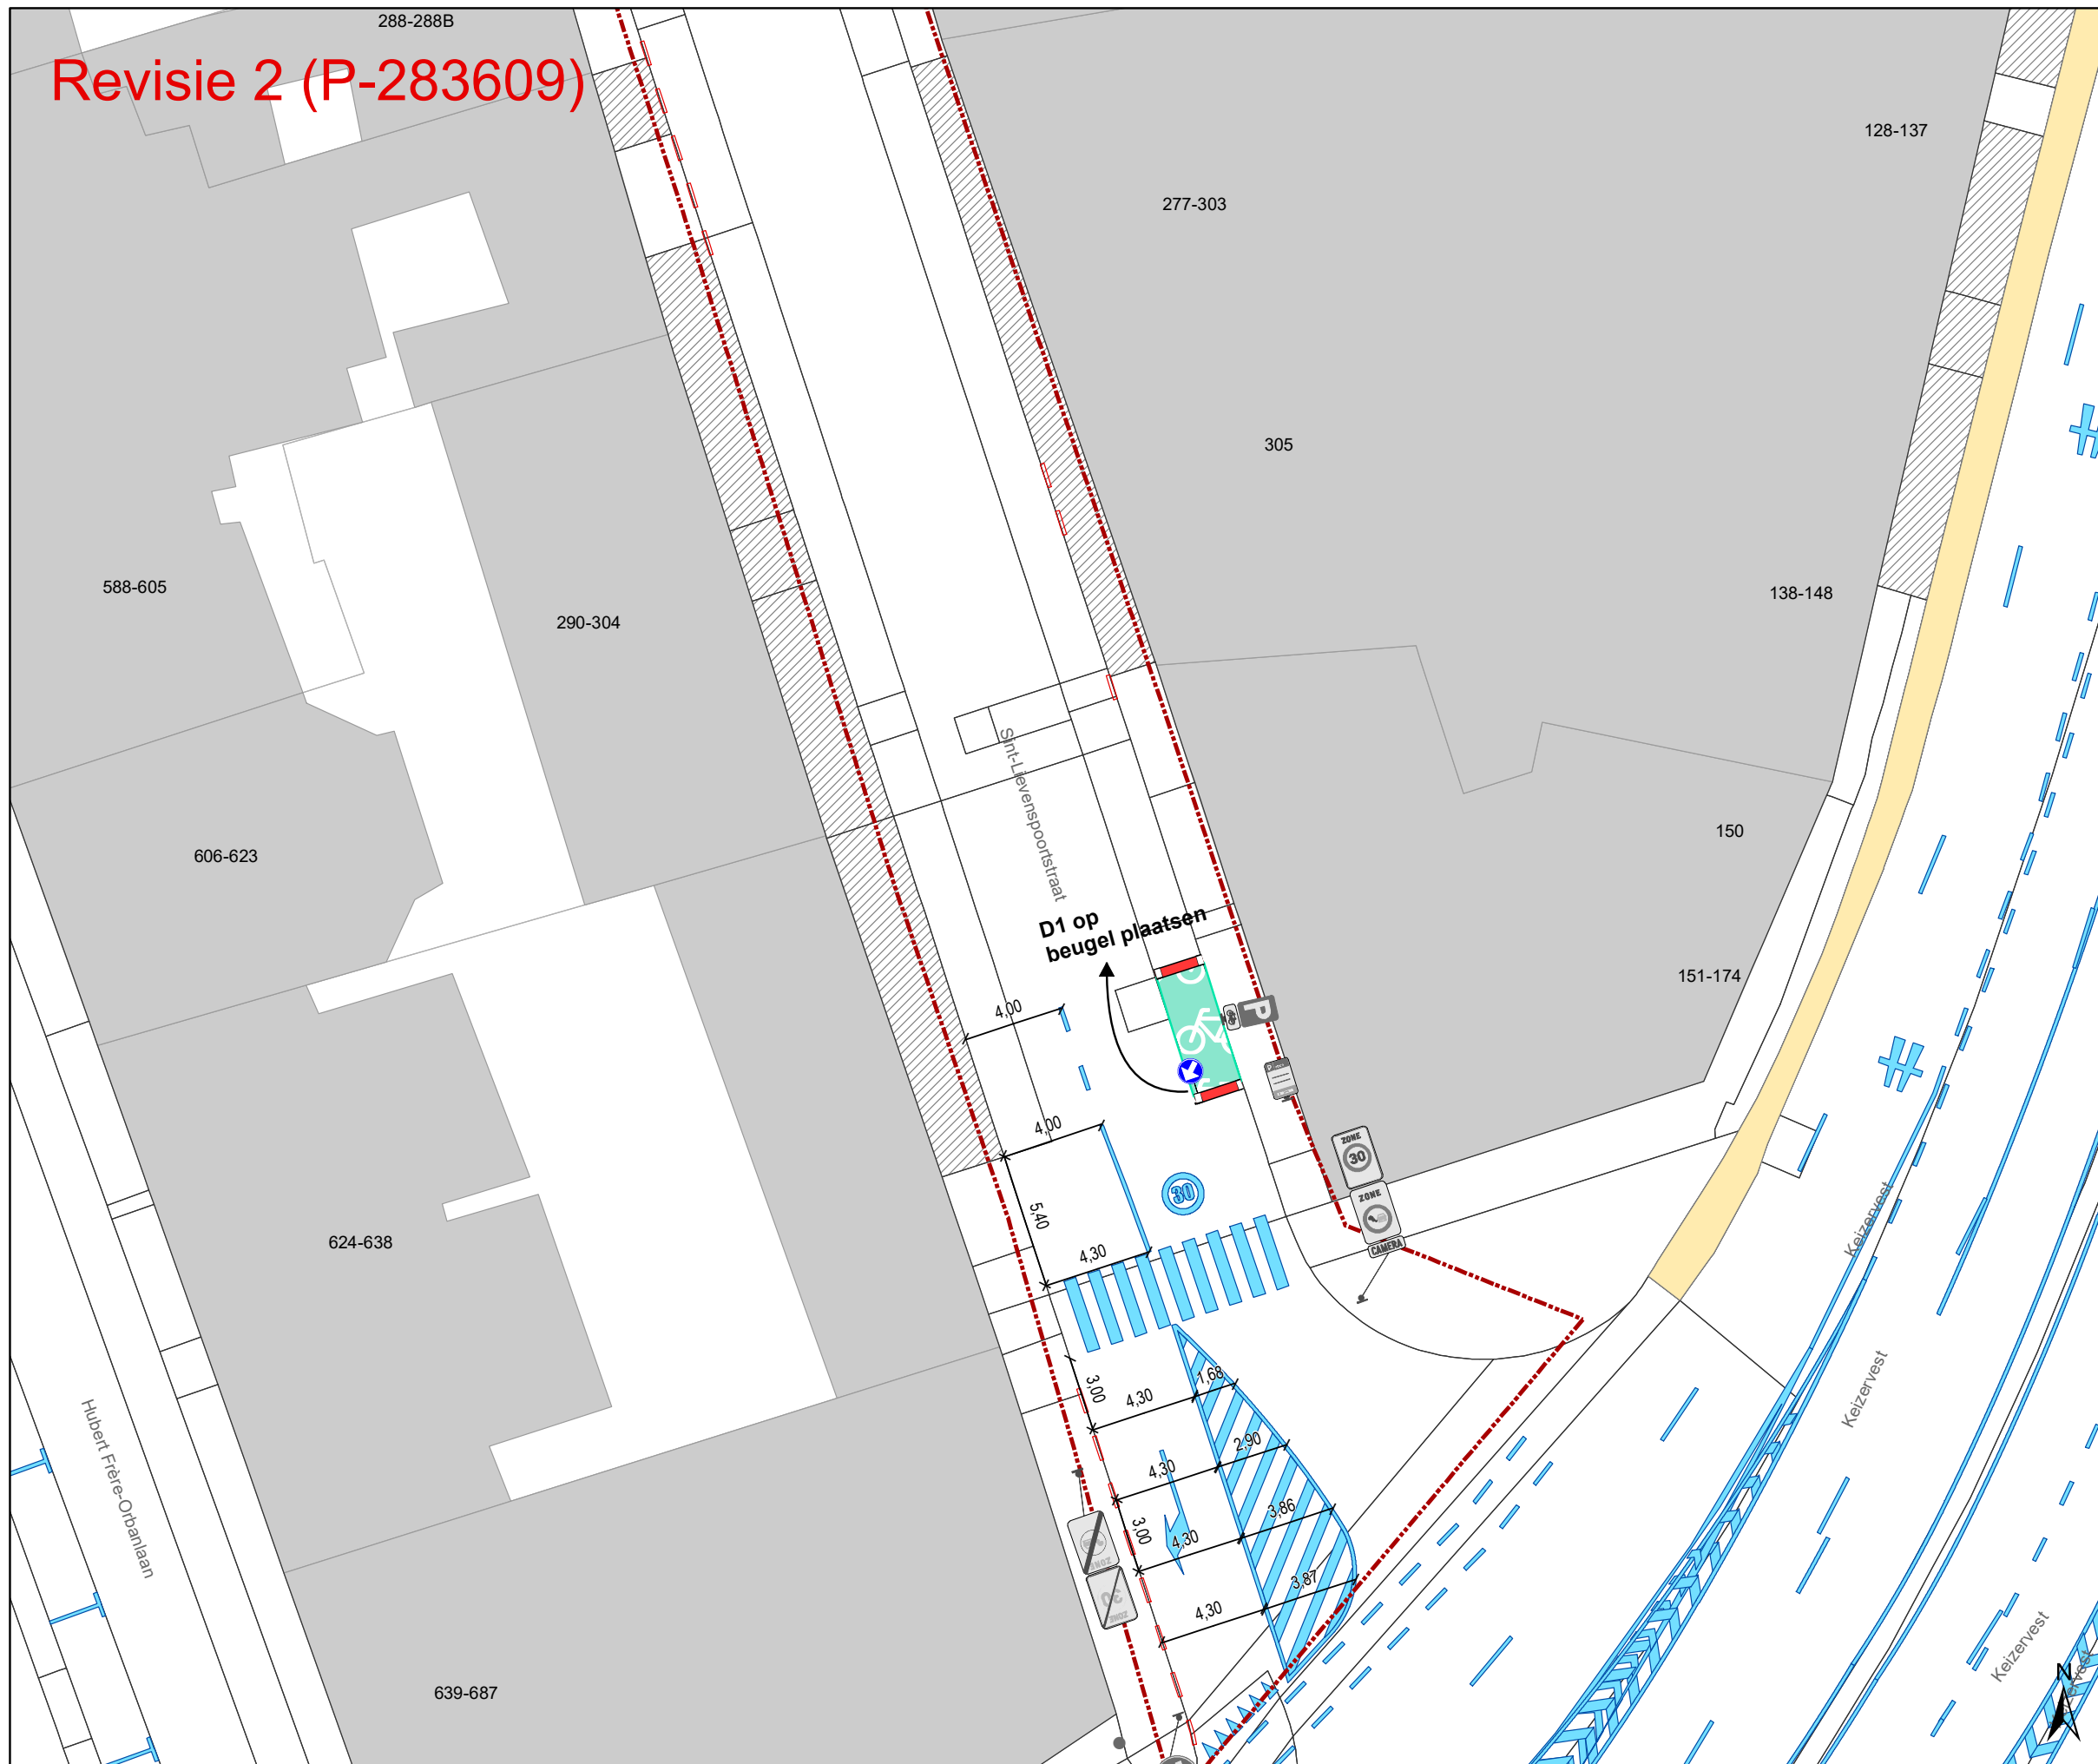 288-288B
Revisie 2 (P-283609)
128-137
277-303
305
588-605
290-304
138-148
Sint-Lievenspoortstraat
150
606-623
D1 op
beugel plaatsen
151-174
4,00
P
4,00
ZONE
30
30
ZONE
CAMERA
5,40
4,30
624-638
Keizervest
Keizervest
Hubert Frère-Orbanlaan
3,00
4,30
1,68
4,30
2,90
3,00
4,30
3,86
ZONE
30
ZONE
4,30
3,87
639-687
Keizervest
N